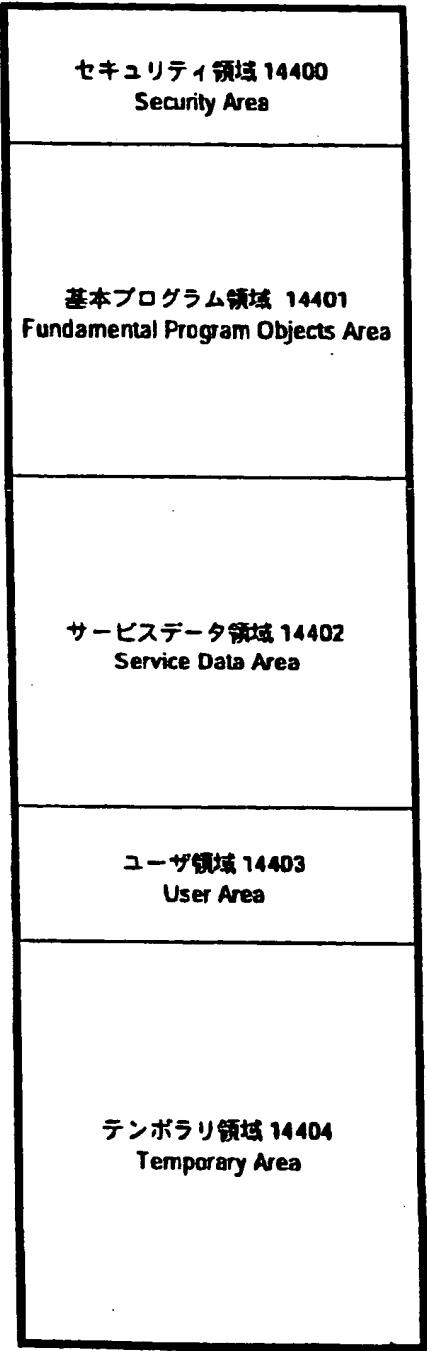 セキュリティ領域 14400
Security Area
基本プログラム領域 14401
Fundamental Program Objects Area
サービスデータ領域 14402
Service Data Area
ユーザ領域 14403
User Area
テンポラリ領域 14404
Temporary Area